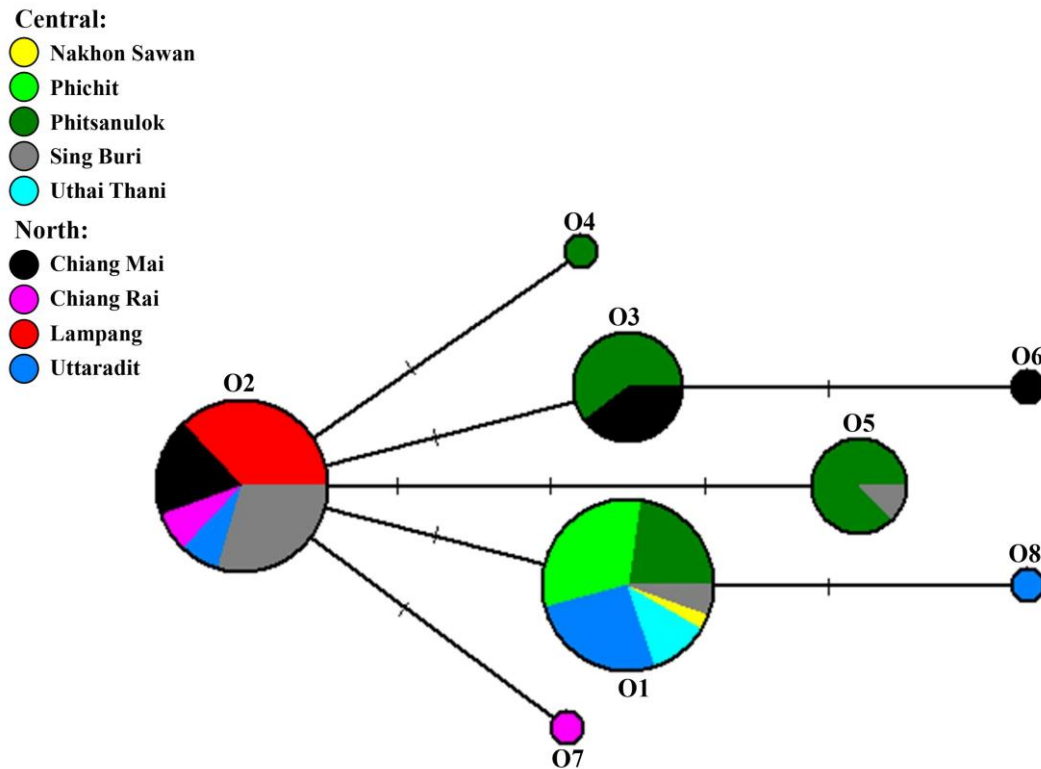 Central:
Nakhon Sawan
Phichit
Phitsanulok
Sing Buri
Uthai Thani
North:
Chiang Mai
Chiang Rai
Lampang
Uttaradit
O4
O3
O6
O2
O5
O8
O1
O7